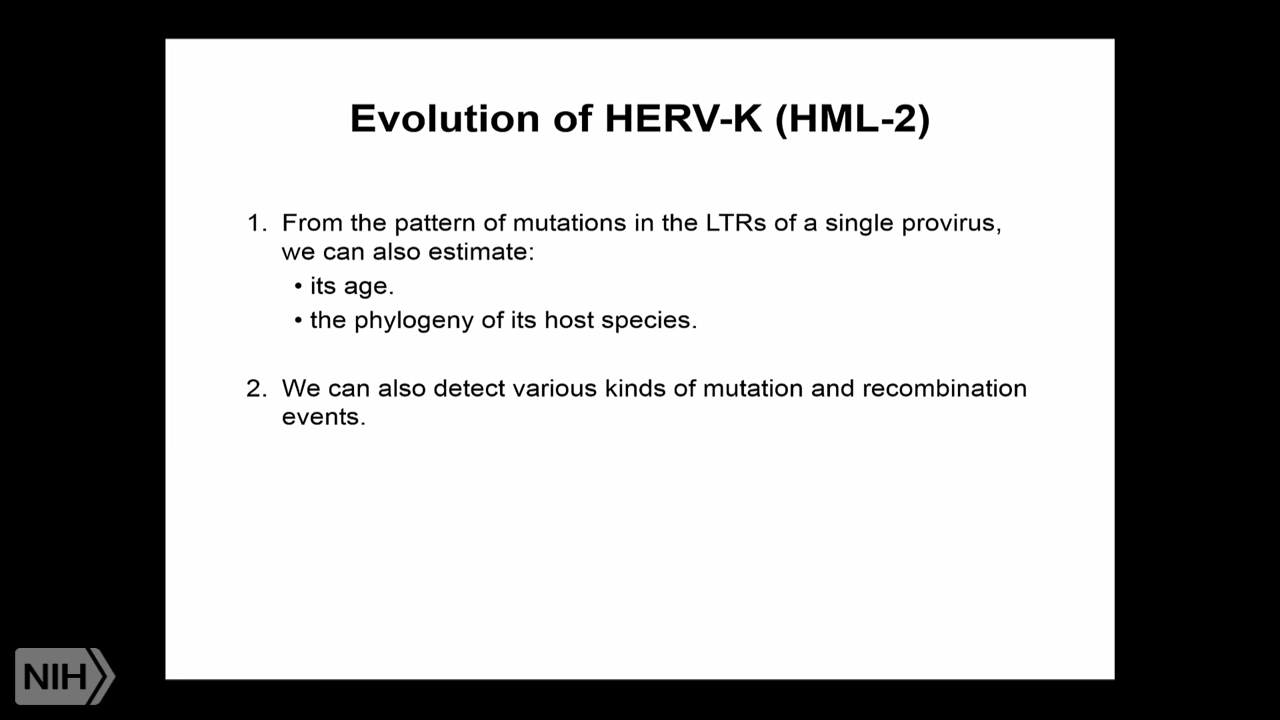 Evolution of HERV-K (HML-2)
1. From the pattern of mutations in the LTRs of a single provirus,
we can also estimate:
• its age.
• the phylogeny of its host species.
2. We can also detect various kinds of mutation and recombination
events.
NIH